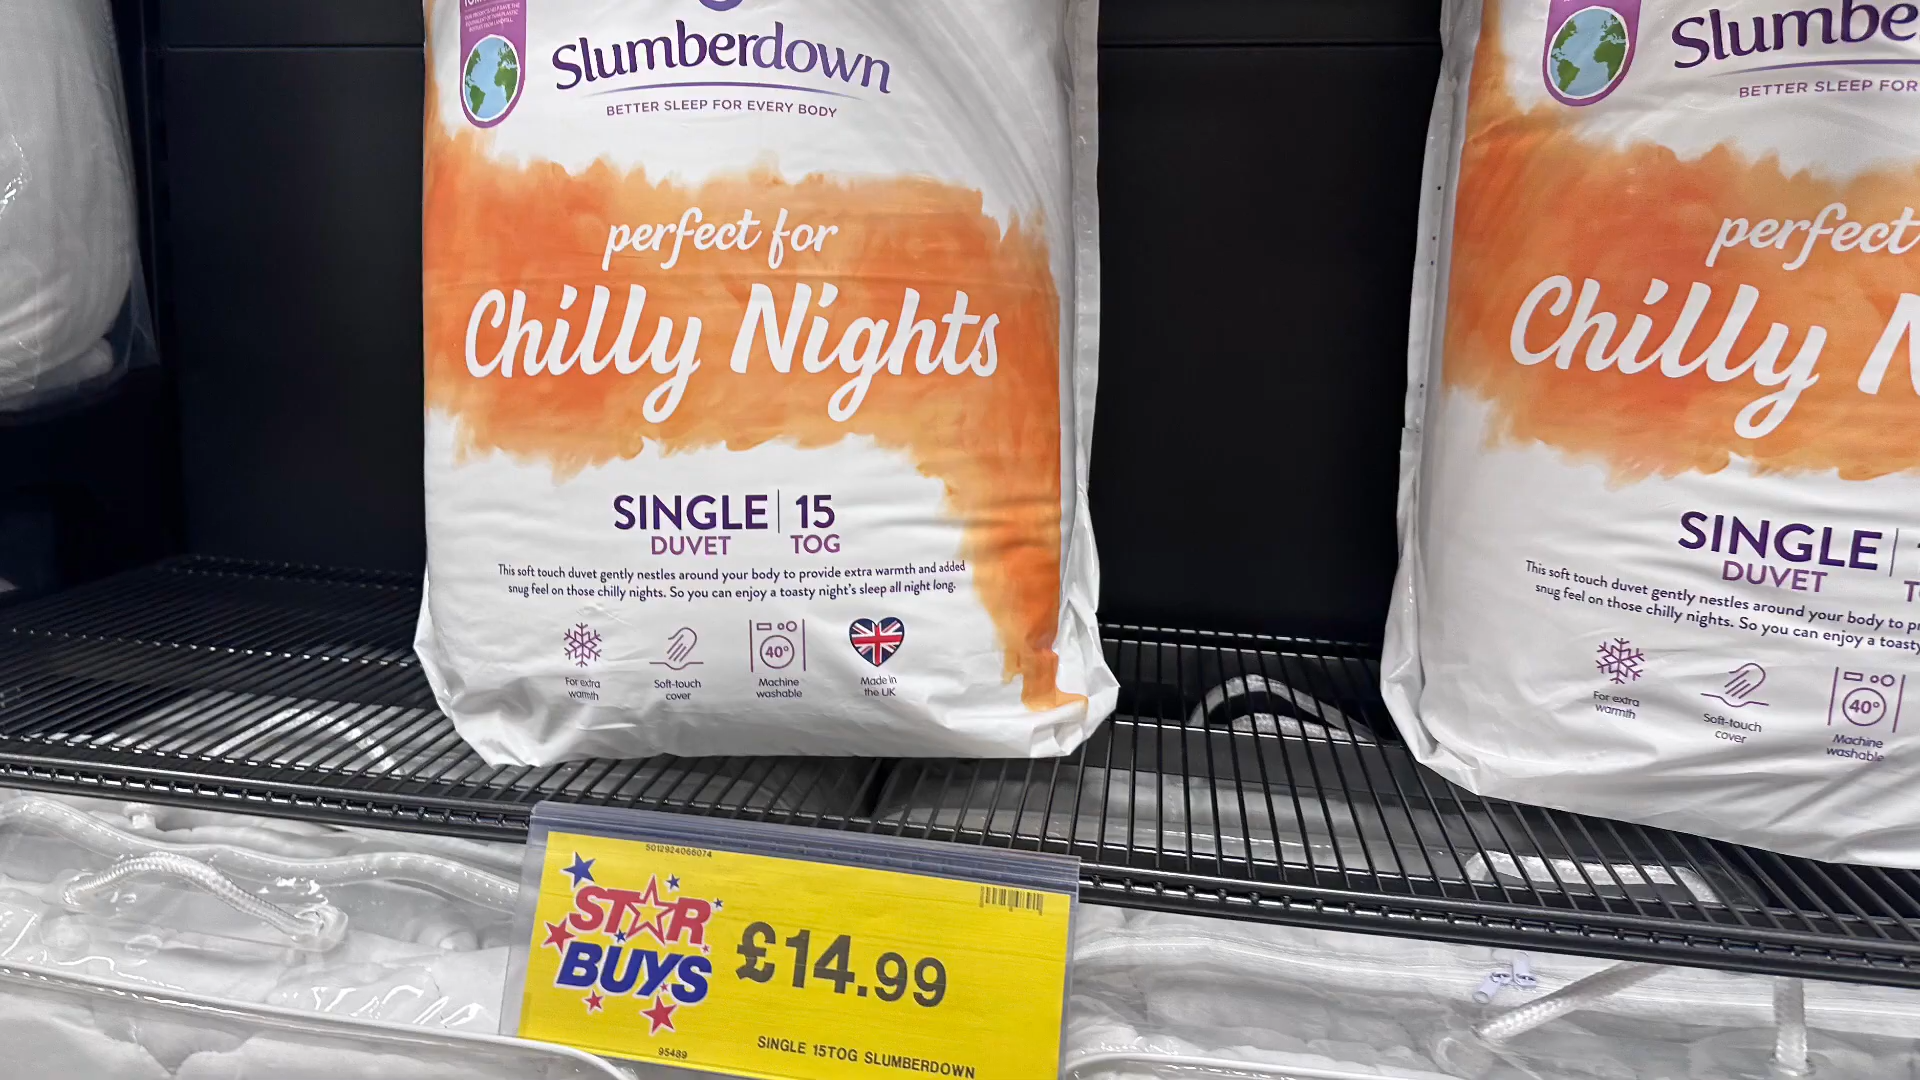 Slumberdown
BETTER SLEEP FOR EVERY BODY
perfect for
Chilly Nights
SINGLE 15
DUVET TOG
This soft touch duvet gently nestles around your body to provide extra warmth and added
snug feel on those chilly nights. So you can enjoy a toasty night's sleep all night long.
For extra
warmth
Soft-touch
cover
40°
Machine
washable
Made in
the UK
Slumbe
BETTER SLEEP FOR
perfect
Chilly N
SINGLE
DUVET
This soft touch duvet gently nestles around your body to p
snug feel on those chilly nights. So you can enjoy a toasty
For extra
warmth
Soft-touch
cover
40°
Machine
washable
5012924066074
STAR
BUYS
£14.99
95489
SINGLE 15TOG SLUMBERDOWN